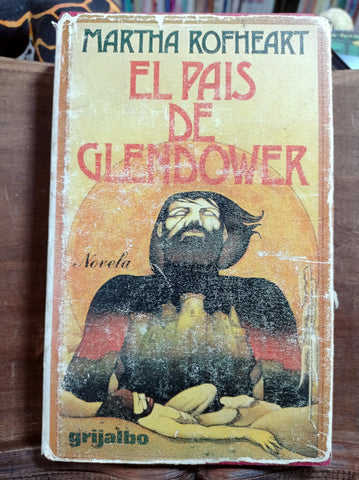 MARTHA ROFHEART
EL PAIS
DE
GLENDOWER
Novela
grijalbo